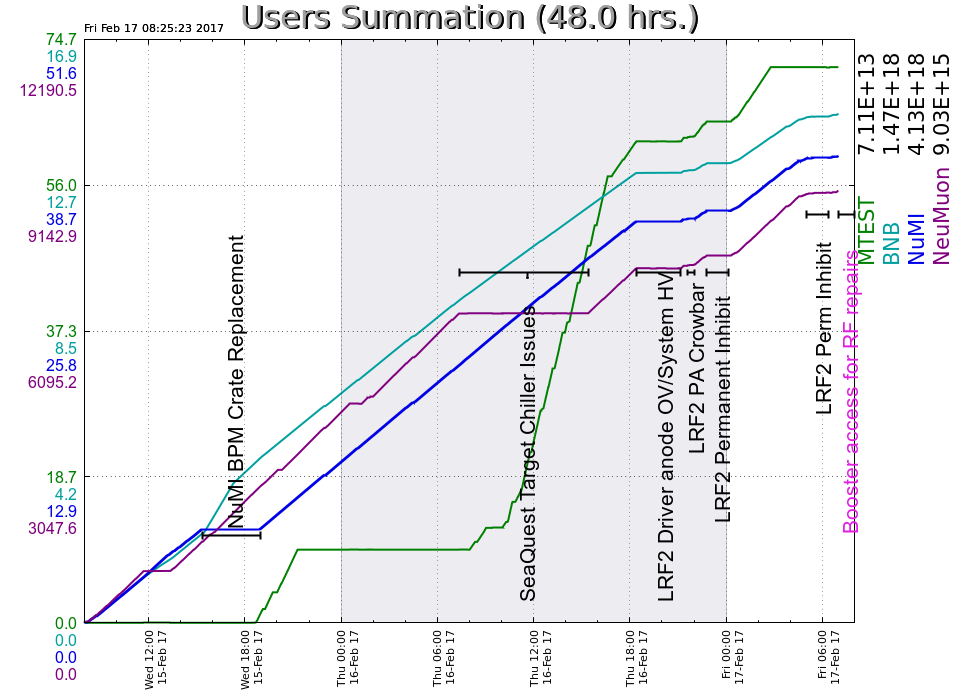 Users Summation (48.0 hrs.)
Fri Feb 17 08:25:23 2017
74.7
16.9
51.6
12190.5
56.0
12.7
38.7
9142.9
37.3
8.5
25.8
6095.2
18.7
4.2
12.9
3047.6
0.0
0.0
0.0
0.0
NuMI BPM Crate Replacement
SeaQuest Target Chiller Issues
LRF2 Driver anode OV/System HV
LRF2 PA Crowbar
LRF2 Permanent Inhibit
LRF2 Perm Inhibit
Booster access for RF repairs
MTEST 7.11E+13
BNB 1.47E+18
NuMI 4.13E+18
NeuMuon 9.03E+15
Wed 12:00
15-Feb 17
Wed 18:00
15-Feb 17
Thu 00:00
16-Feb 17
Thu 06:00
16-Feb 17
Thu 12:00
16-Feb 17
Thu 18:00
16-Feb 17
Fri 00:00
17-Feb 17
Fri 06:00
17-Feb 17